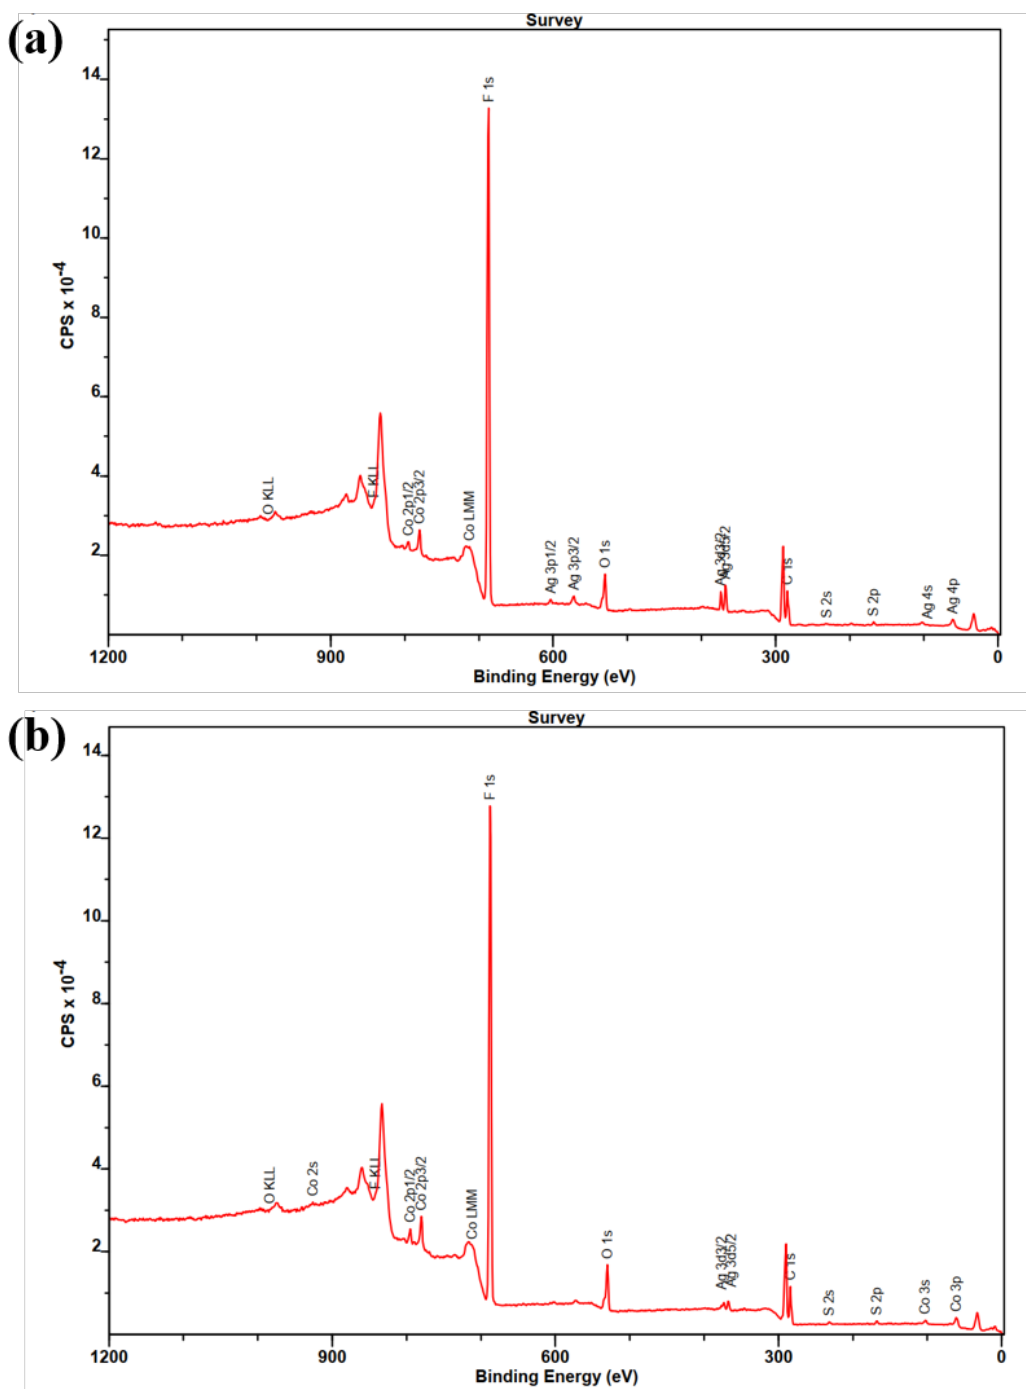 (a)
Survey
CPS x 10-4
14
12
10
8
6
4
2
O KLL
F KLL
Co 2p1/2
Co 2p3/2
Co LMM
F 1s
Ag 3p1/2
Ag 3p3/2
O 1s
Ag 3d3/2
Ag 3d5/2
C 1s
S 2s
S 2p
Ag 4s
Ag 4p
1200
900
600
300
0
Binding Energy (eV)
(b)
Survey
CPS x 10-4
14
12
10
8
6
4
2
O KLL
Co 2s
F KLL
Co 2p1/2
Co 2p3/2
Co LMM
F 1s
O 1s
Ag 3d3/2
Ag 3d5/2
C 1s
S 2s
S 2p
Co 3s
Co 3p
1200
900
600
300
0
Binding Energy (eV)